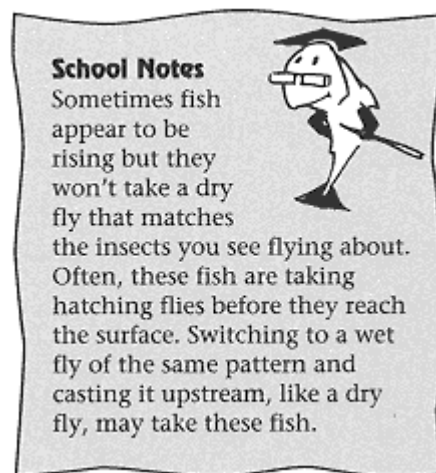 School Notes
Sometimes fish
appear to be
rising but they
won't take a dry
fly that matches
the insects you see flying about.
Often, these fish are taking
hatching flies before they reach
the surface. Switching to a wet
fly of the same pattern and
casting it upstream, like a dry
fly, may take these fish.